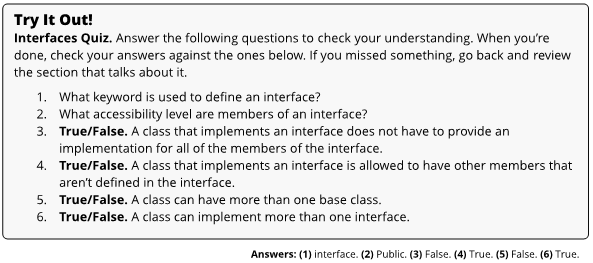 Try It Out!
Interfaces Quiz. Answer the following questions to check your understanding. When you’re
done, check your answers against the ones below. If you missed something, go back and review
the section that talks about it.
1. What keyword is used to define an interface?
2. What accessibility level are members of an interface?
3. True/False. A class that implements an interface does not have to provide an
implementation for all of the members of the interface.
4. True/False. A class that implements an interface is allowed to have other members that
aren’t defined in the interface.
5. True/False. A class can have more than one base class.
6. True/False. A class can implement more than one interface.
Answers: (1) interface. (2) Public. (3) False. (4) True. (5) False. (6) True.